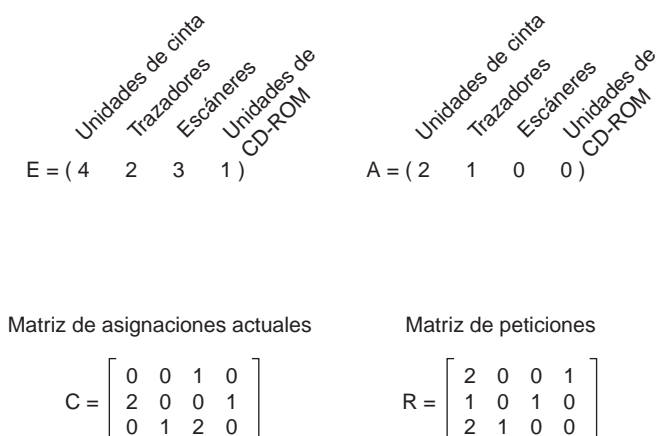 Unidades de cinta
Trazadores
Escáneres
Unidades de
CD-ROM
E = ( 4 2 3 1 )
Unidades de cinta
Trazadores
Escáneres
Unidades de
CD-ROM
A = ( 2 1 0 0 )
Matriz de asignaciones actuales
0 0 1 0
C = 2 0 0 1
0 1 2 0
Matriz de peticiones
2 0 0 1
R = 1 0 1 0
2 1 0 0